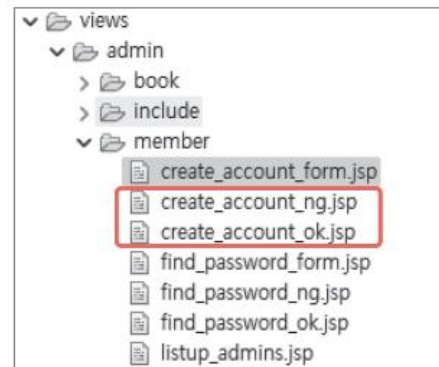 views
admin
book
include
member
create_account_form.jsp
create_account_ng.jsp
create_account_ok.jsp
find_password_form.jsp
find_password_ng.jsp
find_password_ok.jsp
listup_admins.jsp